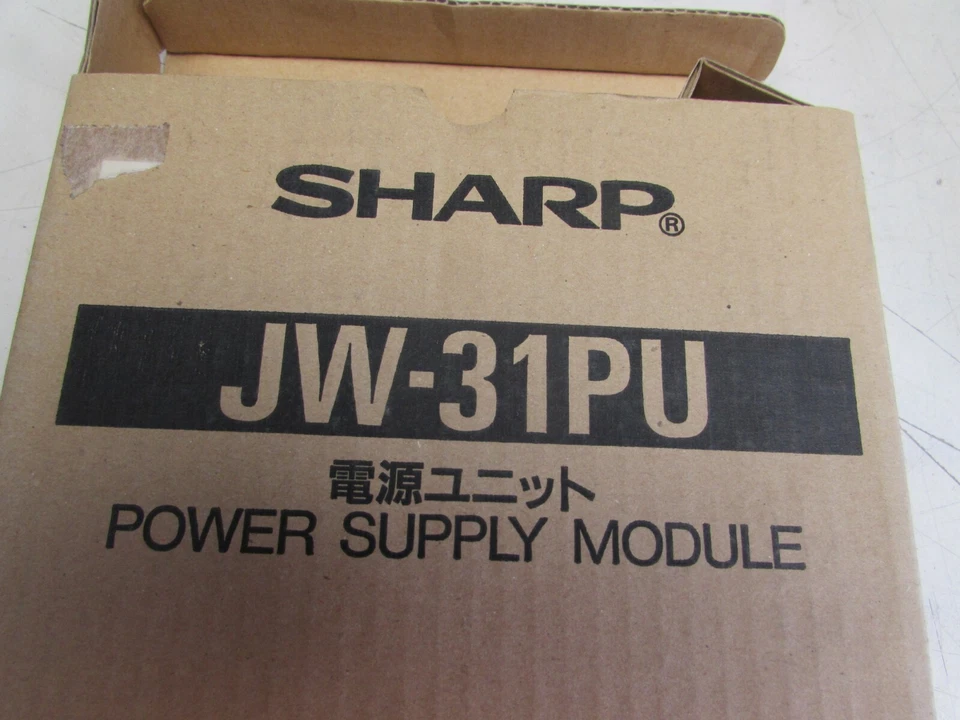 SHARP®
JW-31PU
電源ユニット
POWER SUPPLY MODULE